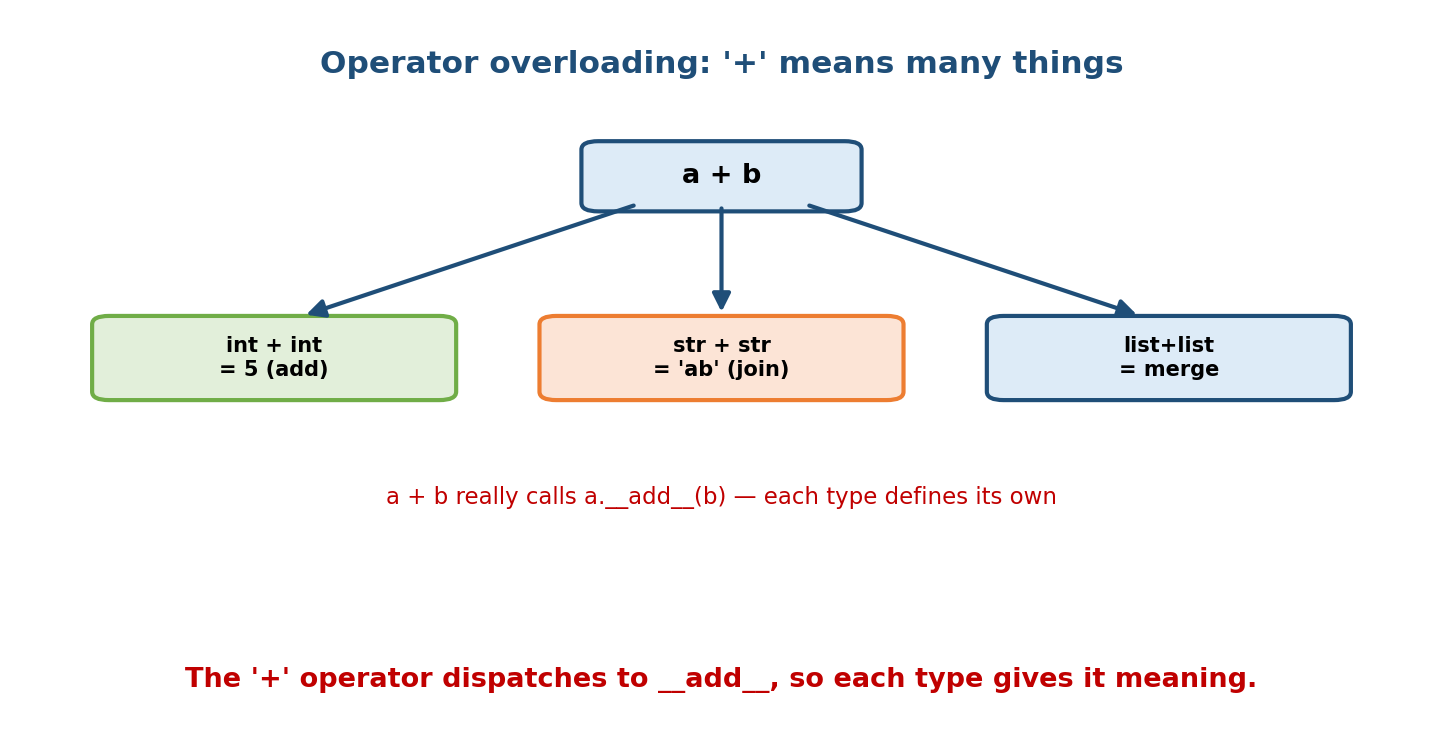 Operator overloading: '+' means many things
a + b
int + int
= 5 (add)
str + str
= 'ab' (join)
list+list
= merge
a + b really calls a.__add__(b) — each type defines its own
The '+' operator dispatches to __add__, so each type gives it meaning.